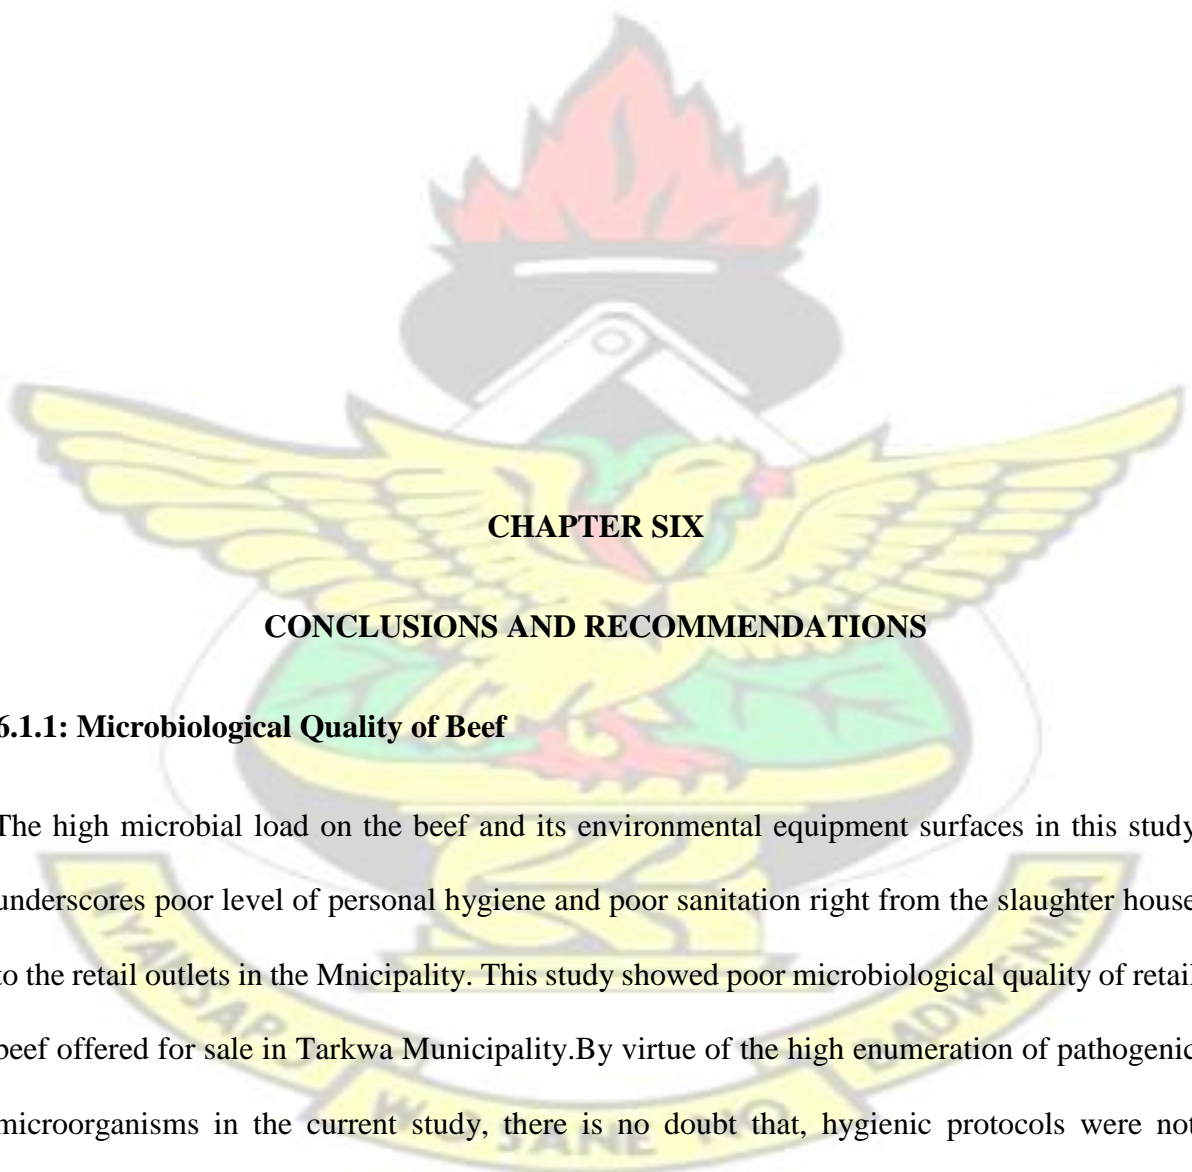 CHAPTER SIX
CONCLUSIONS AND RECOMMENDATIONS
6.1.1: Microbiological Quality of Beef
The high microbial load on the beef and its environmental equipment surfaces in this study
underscores poor level of personal hygiene and poor sanitation right from the slaughter house
to the retail outlets in the Mnicipality. This study showed poor microbiological quality of retail
beef offered for sale in Tarkwa Municipality.By virtue of the high enumeration of pathogenic
microorganisms in the current study, there is no doubt that, hygienic protocols were not